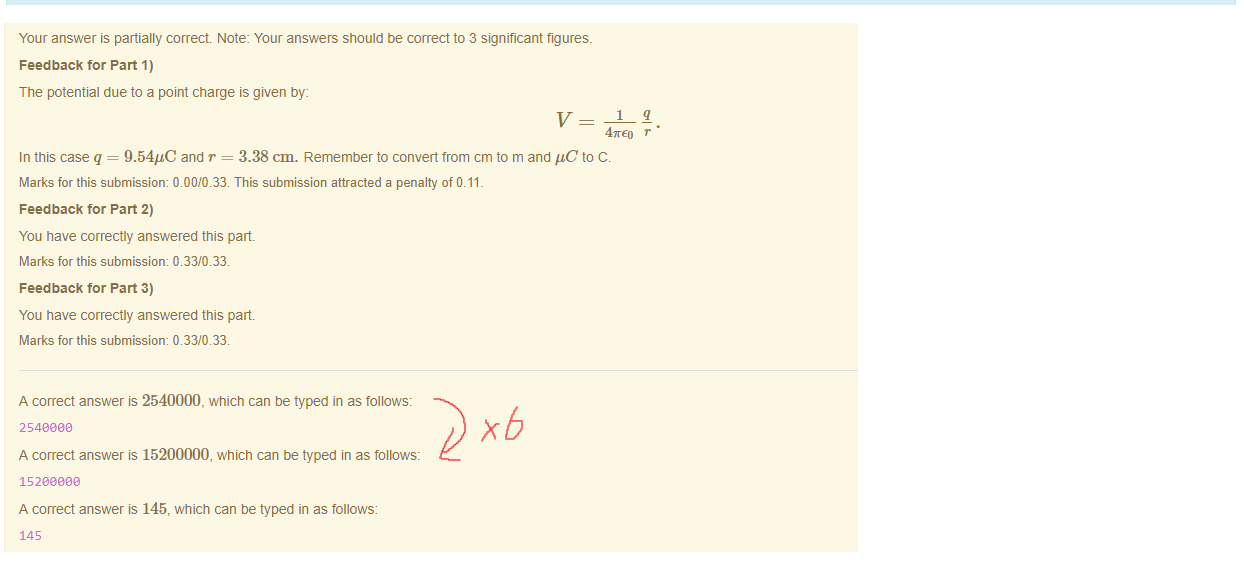 Your answer is partially correct. Note: Your answers should be correct to 3 significant figures.
Feedback for Part 1)
The potential due to a point charge is given by:
V = \frac{1}{4\pi\epsilon_0} \frac{q}{r}.
In this case q = 9.54μC and r = 3.38 cm. Remember to convert from cm to m and μC to C.
Marks for this submission: 0.00/0.33. This submission attracted a penalty of 0.11.
Feedback for Part 2)
You have correctly answered this part.
Marks for this submission: 0.33/0.33.
Feedback for Part 3)
You have correctly answered this part.
Marks for this submission: 0.33/0.33.
A correct answer is 2540000, which can be typed in as follows:
2540000
×6
A correct answer is 15200000, which can be typed in as follows:
15200000
A correct answer is 145, which can be typed in as follows:
145